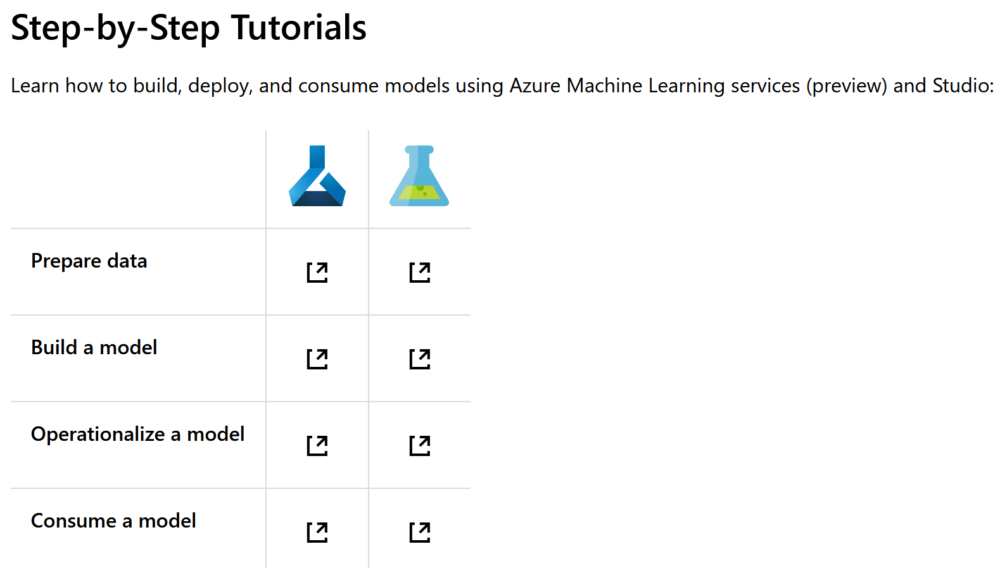 Step-by-Step Tutorials
Learn how to build, deploy, and consume models using Azure Machine Learning services (preview) and Studio:
Prepare data
Build a model
Operationalize a model
Consume a model